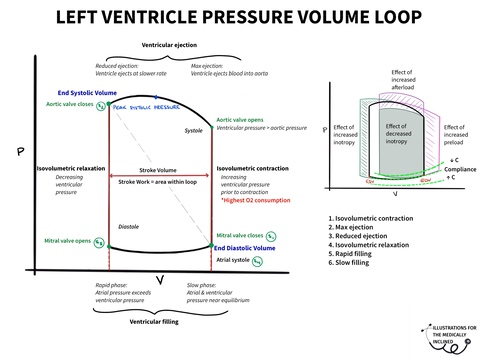 LEFT VENTRICLE PRESSURE VOLUME LOOP
Ventricular ejection
Reduced ejection:
Ventricle ejects at slower rate
Max ejection:
Ventricle ejects blood into aorta
End Systolic Volume
Aortic valve closes
PEAK SYSTOLIC PRESSURE
Systole
Aortic valve opens
Ventricular pressure > aortic pressure
P
Isovolumetric relaxation
Decreasing
ventricular
pressure
Stroke Volume
Stroke Work = area within loop
Isovolumetric contraction
Increasing
ventricular
pressure prior
to contraction
*Highest O2 consumption
Diastole
Mitral valve opens
Mitral valve closes
End Diastolic Volume
Atrial systole
V
Rapid phase:
Atrial pressure exceeds
ventricular pressure
Slow phase:
Atrial & ventricular
pressure near equilibrium
Ventricular filling
Effect of
increased
afterload
P
Effect of
increased
inotropy
Effect of
decreased
inotropy
Effect of
increased
preload
↓ C
Compliance
↑ C
ESV
EDV
V
1. Isovolumetric contraction
2. Max ejection
3. Reduced ejection
4. Isovolumetric relaxation
5. Rapid filling
6. Slow filling
ILLUSTRATIONS FOR
THE MEDICALLY
INCLINED